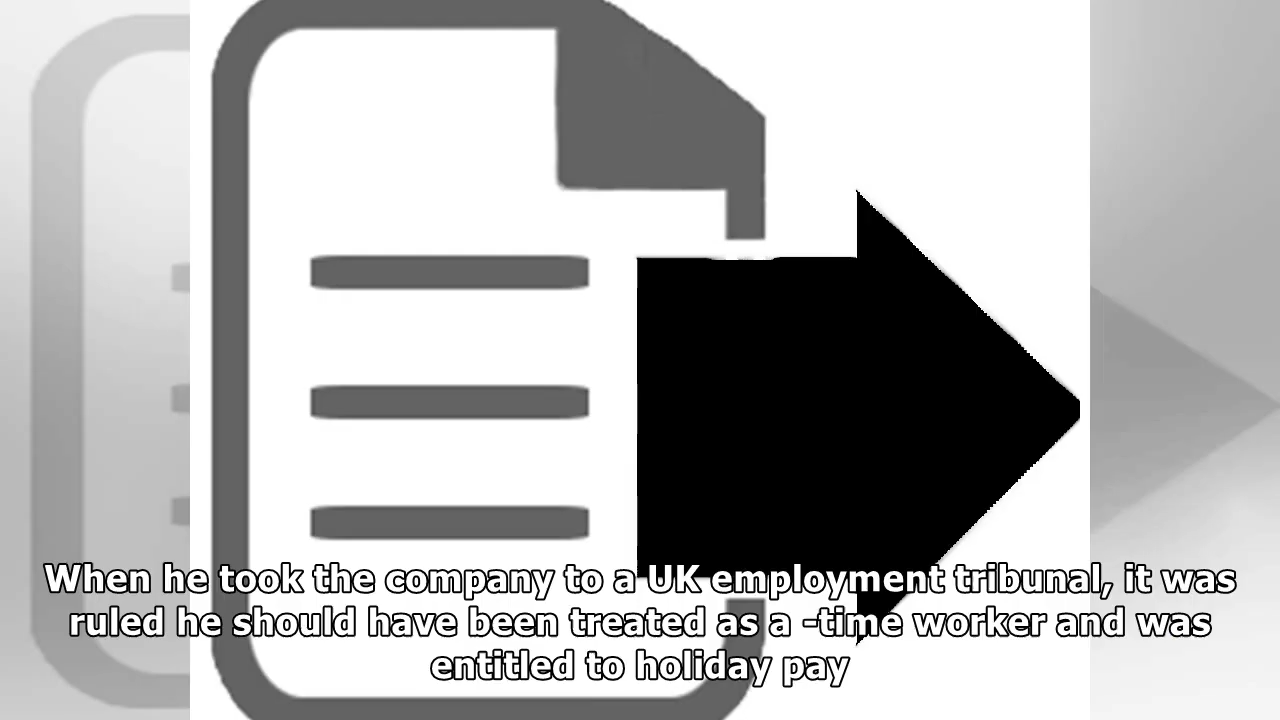 When he took the company to a UK employment tribunal, it was
ruled he should have been treated as a -time worker and was
entitled to holiday pay